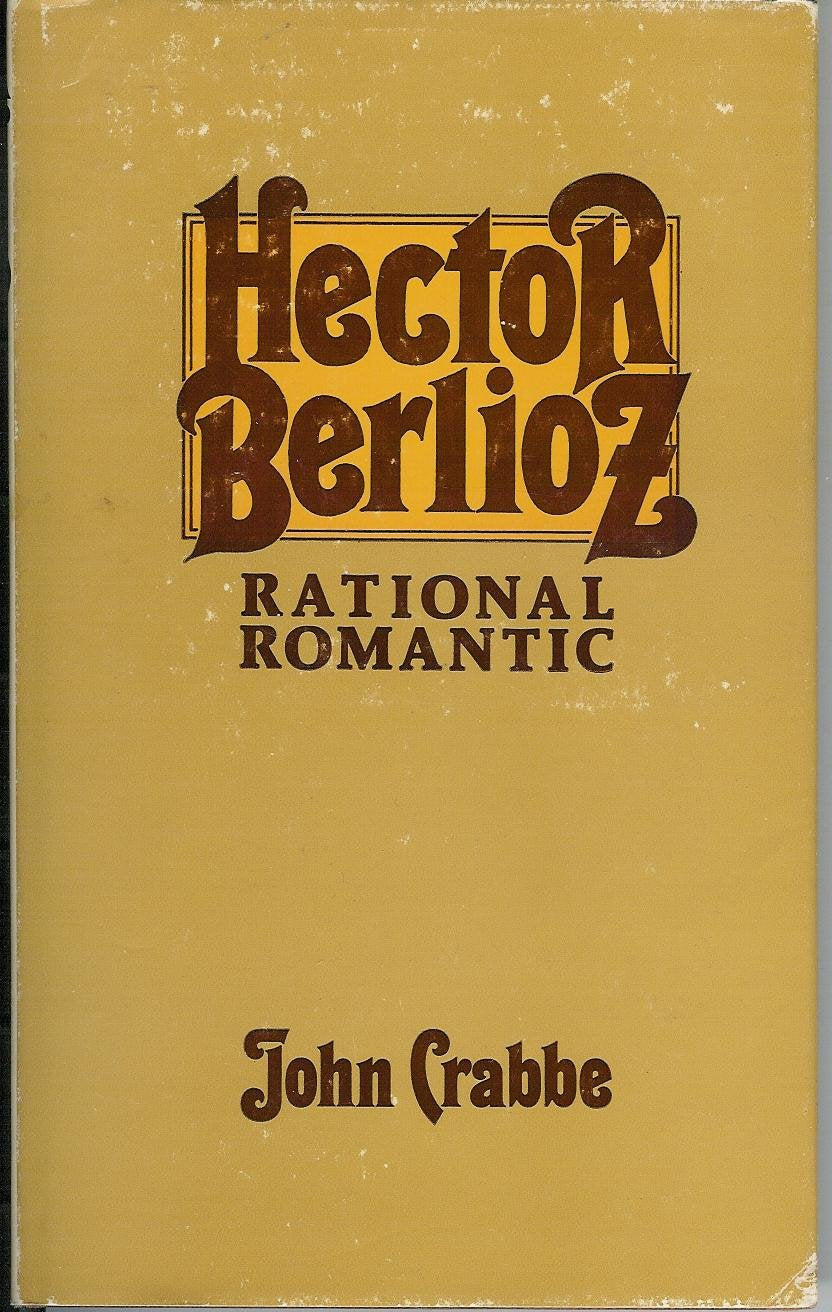 Hector
Berlioz
RATIONAL
ROMANTIC
John Crabbe